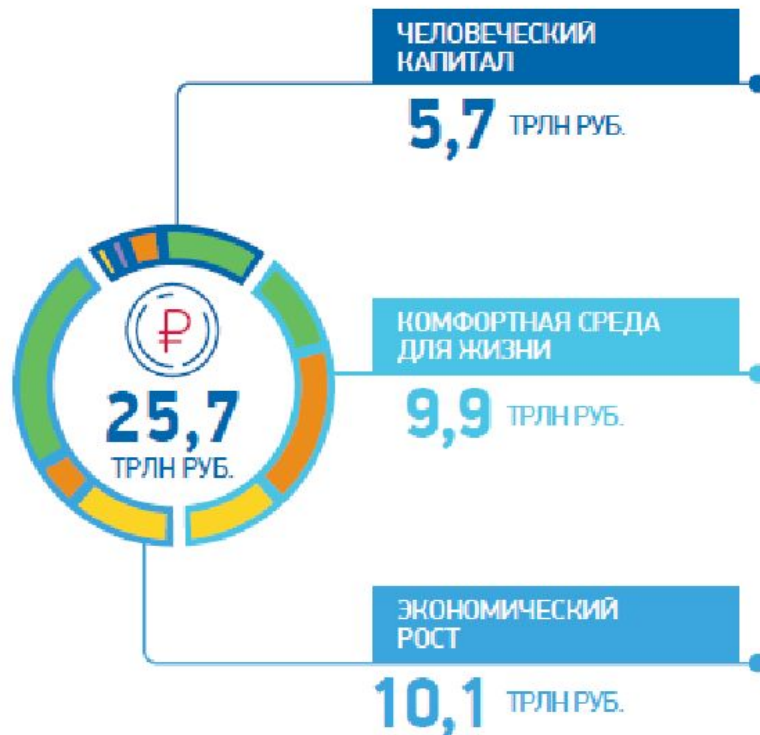 ЧЕЛОВЕЧЕСКИЙ
КАПИТАЛ
5,7 ТРЛН РУБ.
₽
25,7
ТРЛН РУБ.
КОМФОРТНАЯ СРЕДА
ДЛЯ ЖИЗНИ
9,9 ТРЛН РУБ.
ЭКОНОМИЧЕСКИЙ
РОСТ
10,1 ТРЛН РУБ.